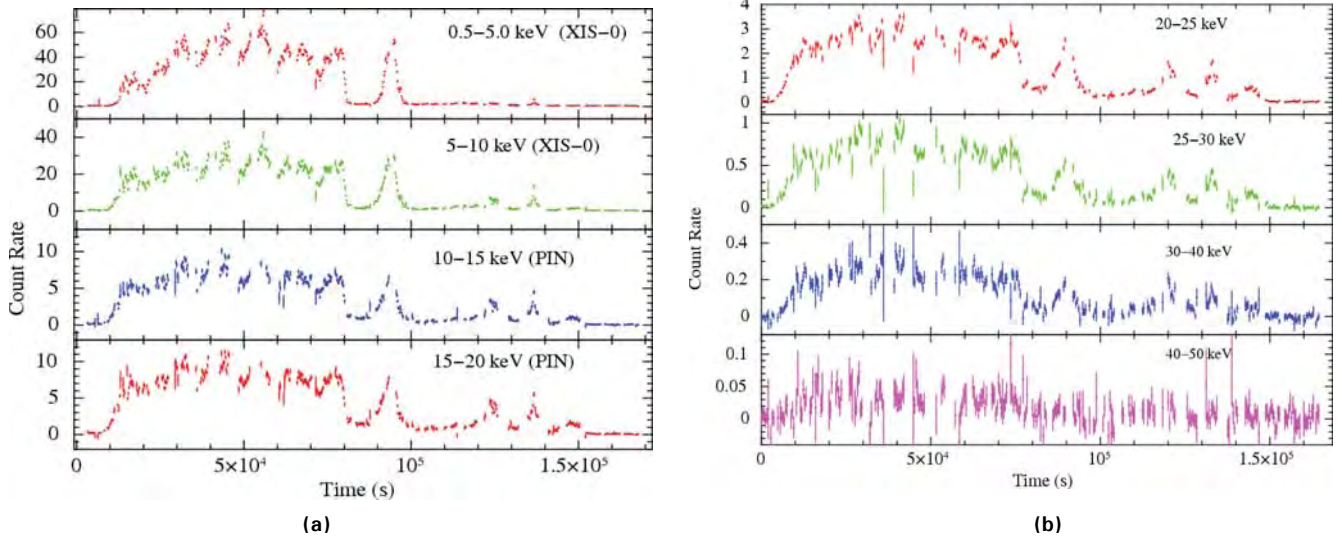 60
0.5–5.0 keV (XIS–0)
40
20
0
40
5–10 keV (XIS–0)
20
0
10
10–15 keV (PIN)
5
0
10
15–20 keV (PIN)
5
0
Count Rate
0 5×10⁴ 10⁵ 1.5×10⁵
Time (s)
(a)
4
20–25 keV
3
2
1
0
1
25–30 keV
0.5
0
0.4
30–40 keV
0.2
0
0.1
40–50 keV
0.05
0
Count Rate
0 5×10⁴ 10⁵ 1.5×10⁵
Time (s)
(b)